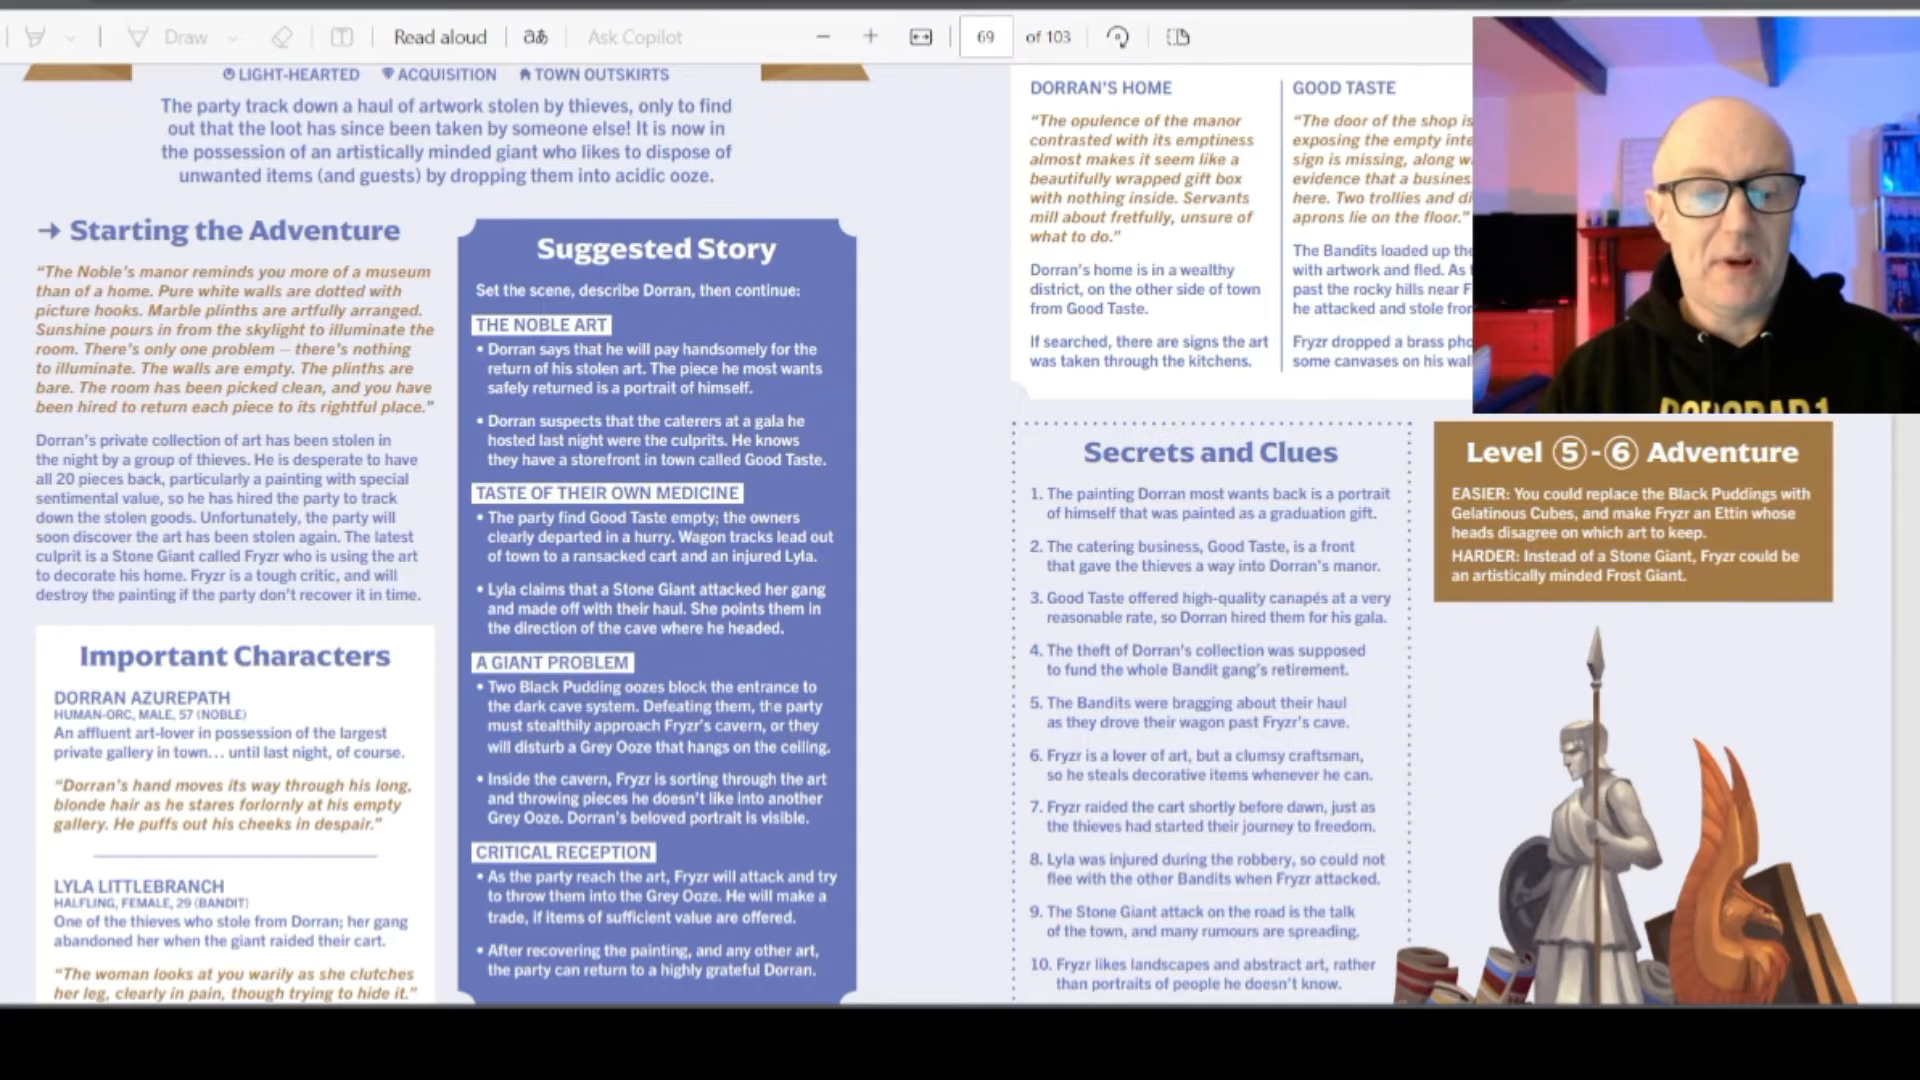 Draw
Read aloud
aあ
Ask Copilot
69
of 103
LIGHT-HEARTED ACQUISITION TOWN OUTSKIRTS
The party track down a haul of artwork stolen by thieves, only to find
out that the loot has since been taken by someone else! It is now in
the possession of an artistically minded giant who likes to dispose of
unwanted items (and guests) by dropping them into acidic ooze.
→ Starting the Adventure
“The Noble’s manor reminds you more of a museum
than of a home. Pure white walls are dotted with
picture hooks. Marble plinths are artfully arranged.
Sunshine pours in from the skylight to illuminate the
room. There’s only one problem – there’s nothing
to illuminate. The walls are empty. The plinths are
bare. The room has been picked clean, and you have
been hired to return each piece to its rightful place.”
Dorran’s private collection of art has been stolen in
the night by a group of thieves. He is desperate to have
all 20 pieces back, particularly a painting with special
sentimental value, so he has hired the party to track
down the stolen goods. Unfortunately, the party will
soon discover the art has been stolen again. The latest
culprit is a Stone Giant called Fryzr who is using the art
to decorate his home. Fryzr is a tough critic, and will
destroy the painting if the party don’t recover it in time.
Important Characters
DORRAN AZUREPATH
HUMAN-ORC, MALE, 57 (NOBLE)
An affluent art-lover in possession of the largest
private gallery in town... until last night, of course.
“Dorran’s hand moves its way through his long,
blonde hair as he stares forlornly at his empty
gallery. He puffs out his cheeks in despair.”
LYLA LITTLEBRANCH
HALFLING, FEMALE, 29 (BANDIT)
One of the thieves who stole from Dorran; her gang
abandoned her when the giant raided their cart.
“The woman looks at you warily as she clutches
her leg, clearly in pain, though trying to hide it.”
Suggested Story
Set the scene, describe Dorran, then continue:
THE NOBLE ART
• Dorran says that he will pay handsomely for the
return of his stolen art. The piece he most wants
safely returned is a portrait of himself.
• Dorran suspects that the caterers at a gala he
hosted last night were the culprits. He knows
they have a storefront in town called Good Taste.
TASTE OF THEIR OWN MEDICINE
• The party find Good Taste empty; the owners
clearly departed in a hurry. Wagon tracks lead out
of town to a ransacked cart and an injured Lyla.
• Lyla claims that a Stone Giant attacked her gang
and made off with their haul. She points them in
the direction of the cave where he headed.
A GIANT PROBLEM
• Two Black Pudding oozes block the entrance to
the dark cave system. Defeating them, the party
must stealthily approach Fryzr’s cavern, or they
will disturb a Grey Ooze that hangs on the ceiling.
• Inside the cavern, Fryzr is sorting through the art
and throwing pieces he doesn’t like into another
Grey Ooze. Dorran’s beloved portrait is visible.
CRITICAL RECEPTION
• As the party reach the art, Fryzr will attack and try
to throw them into the Grey Ooze. He will make a
trade, if items of sufficient value are offered.
• After recovering the painting, and any other art,
the party can return to a highly grateful Dorran.
DORRAN’S HOME
“The opulence of the manor
contrasted with its emptiness
almost makes it seem like a
beautifully wrapped gift box
with nothing inside. Servants
mill about fretfully, unsure of
what to do.”
Dorran’s home is in a wealthy
district, on the other side of town
from Good Taste.
If searched, there are signs the art
was taken through the kitchens.
GOOD TASTE
“The door of the shop is
exposing the empty
sign is missing, along
evidence that a
here. Two trollies and
aprons lie on the floor.”
The Bandits loaded up
with artwork and fled. As
past the rocky hills near
he attacked and stole
Fryzr dropped a brass
some canvases on his
Secrets and Clues
1. The painting Dorran most wants back is a portrait
of himself that was painted as a graduation gift.
2. The catering business, Good Taste, is a front
that gave the thieves a way into Dorran’s manor.
3. Good Taste offered high-quality canapés at a very
reasonable rate, so Dorran hired them for his gala.
4. The theft of Dorran’s collection was supposed
to fund the whole Bandit gang’s retirement.
5. The Bandits were bragging about their haul
as they drove their wagon past Fryzr’s cave.
6. Fryzr is a lover of art, but a clumsy craftsman,
so he steals decorative items whenever he can.
7. Fryzr raided the cart shortly before dawn, just as
the thieves had started their journey to freedom.
8. Lyla was injured during the robbery, so could not
flee with the other Bandits when Fryzr attacked.
9. The Stone Giant attack on the road is the talk
of the town, and many rumours are spreading.
10. Fryzr likes landscapes and abstract art, rather
than portraits of people he doesn’t know.
Level 5-6 Adventure
EASIER: You could replace the Black Puddings with
Gelatinous Cubes, and make Fryzr an Ettin whose
heads disagree on which art to keep.
HARDER: Instead of a Stone Giant, Fryzr could be
an artistically minded Frost Giant.